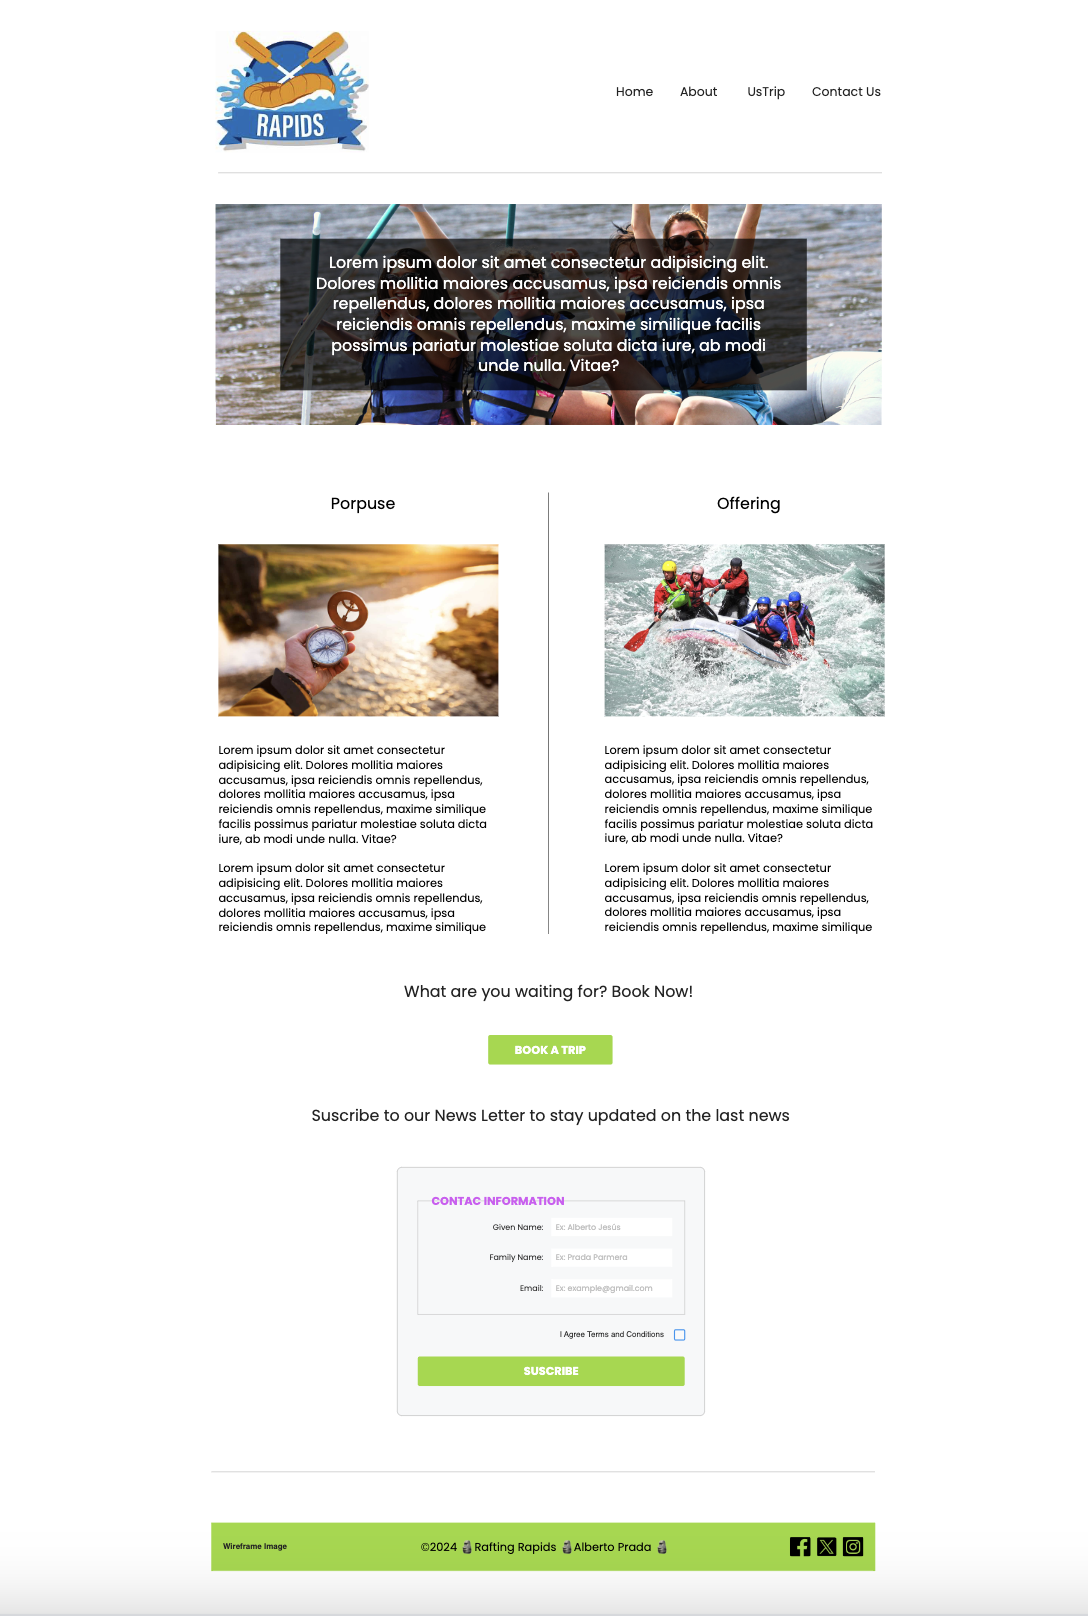 RAPIDS
Home About UsTrip Contact Us
Lorem ipsum dolor sit amet consectetur adipisicing elit.
Dolores mollitia maiores accusamus, ipsa reiciendis omnis
repellendus, dolores mollitia maiores accusamus, ipsa
reiciendis omnis repellendus, maxime similique facilis
possimus pariatur molestiae soluta dicta iure, ab modi
unde nulla. Vitae?
Porpuse
Lorem ipsum dolor sit amet consectetur
adipisicing elit. Dolores mollitia maiores
accusamus, ipsa reiciendis omnis repellendus,
dolores mollitia maiores accusamus, ipsa
reiciendis omnis repellendus, maxime similique
facilis possimus pariatur molestiae soluta dicta
iure, ab modi unde nulla. Vitae?
Lorem ipsum dolor sit amet consectetur
adipisicing elit. Dolores mollitia maiores
accusamus, ipsa reiciendis omnis repellendus,
dolores mollitia maiores accusamus, ipsa
reiciendis omnis repellendus, maxime similique
Offering
Lorem ipsum dolor sit amet consectetur
adipisicing elit. Dolores mollitia maiores
accusamus, ipsa reiciendis omnis repellendus,
dolores mollitia maiores accusamus, ipsa
reiciendis omnis repellendus, maxime similique
facilis possimus pariatur molestiae soluta dicta
iure, ab modi unde nulla. Vitae?
Lorem ipsum dolor sit amet consectetur
adipisicing elit. Dolores mollitia maiores
accusamus, ipsa reiciendis omnis repellendus,
dolores mollitia maiores accusamus, ipsa
reiciendis omnis repellendus, maxime similique
What are you waiting for? Book Now!
BOOK A TRIP
Suscribe to our News Letter to stay updated on the last news
CONTAC INFORMATION
Given Name: Ex: Alberto Jesús
Family Name: Ex: Prada Parmera
Email: Ex: example@gmail.com
I Agree Terms and Conditions
SUSCRIBE
Wireframe Image ©2024 Rafting Rapids Alberto Prada